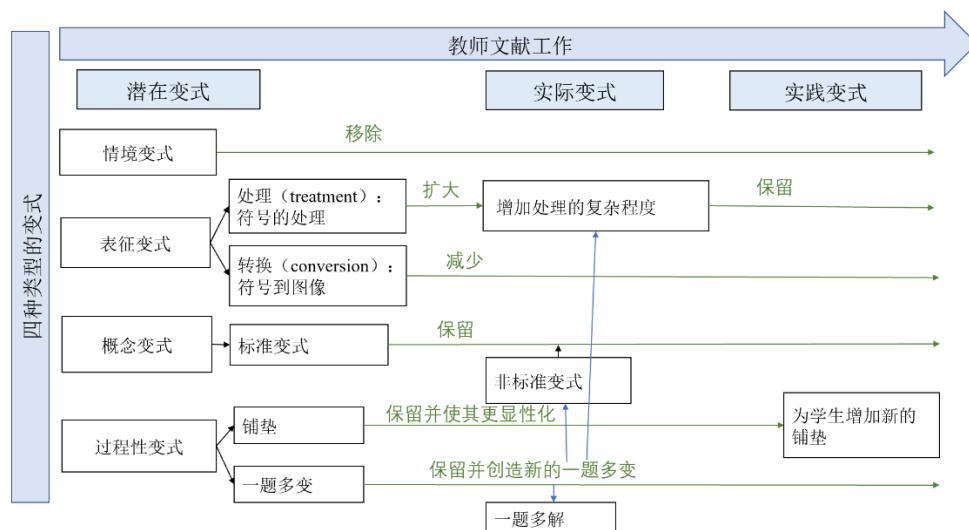 教师文献工作
四种类型的变式
潜在变式
实际变式
实践变式
情境变式
移除
表征变式
处理（treatment）：
符号的处理
扩大
增加处理的复杂程度
保留
转换（conversion）：
符号到图像
减少
概念变式
标准变式
保留
非标准变式
过程性变式
铺垫
保留并使其更显性化
为学生增加新的
铺垫
一题多变
保留并创造新的一题多变
一题多解